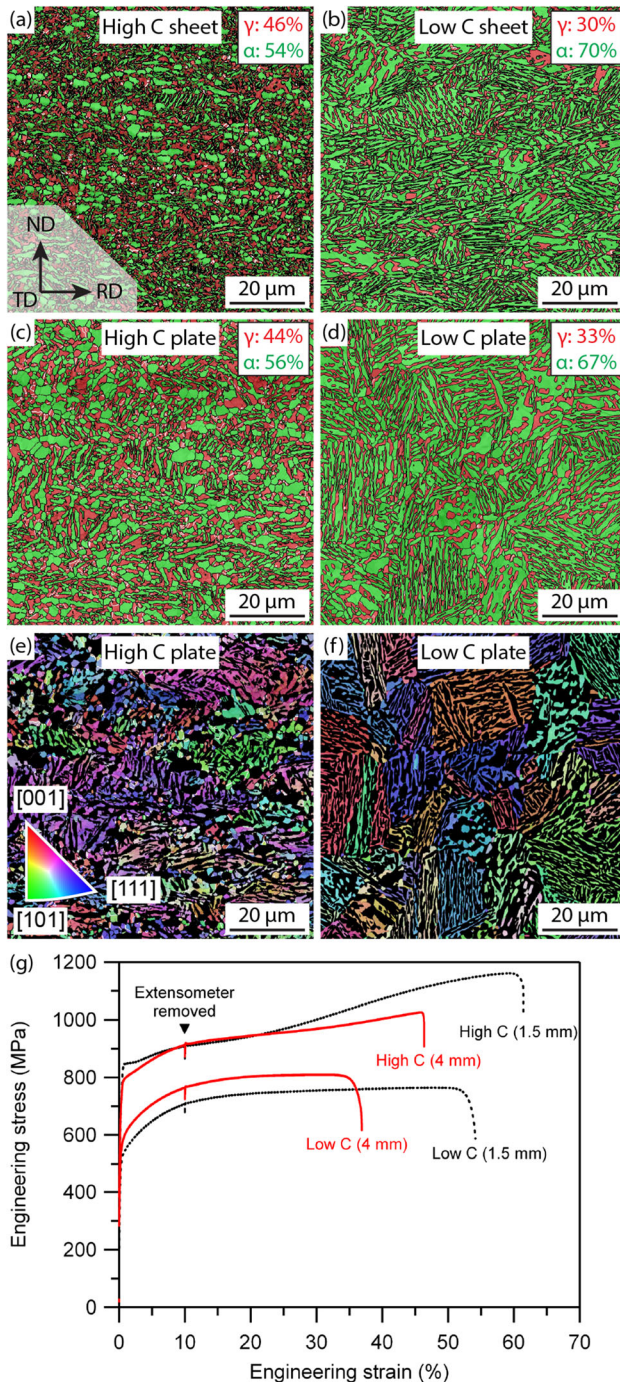 (a)
High C sheet
γ: 46%
α: 54%
ND
TD
RD
20 µm
(b)
Low C sheet
γ: 30%
α: 70%
20 µm
(c)
High C plate
γ: 44%
α: 56%
20 µm
(d)
Low C plate
γ: 33%
α: 67%
20 µm
(e)
High C plate
[001]
[111]
[101]
20 µm
(f)
Low C plate
20 µm
(g)
1200
1000
800
600
400
200
0
Engineering stress (MPa)
Extensometer
removed
High C (1.5 mm)
High C (4 mm)
Low C (4 mm)
Low C (1.5 mm)
0
10
20
30
40
50
60
70
Engineering strain (%)